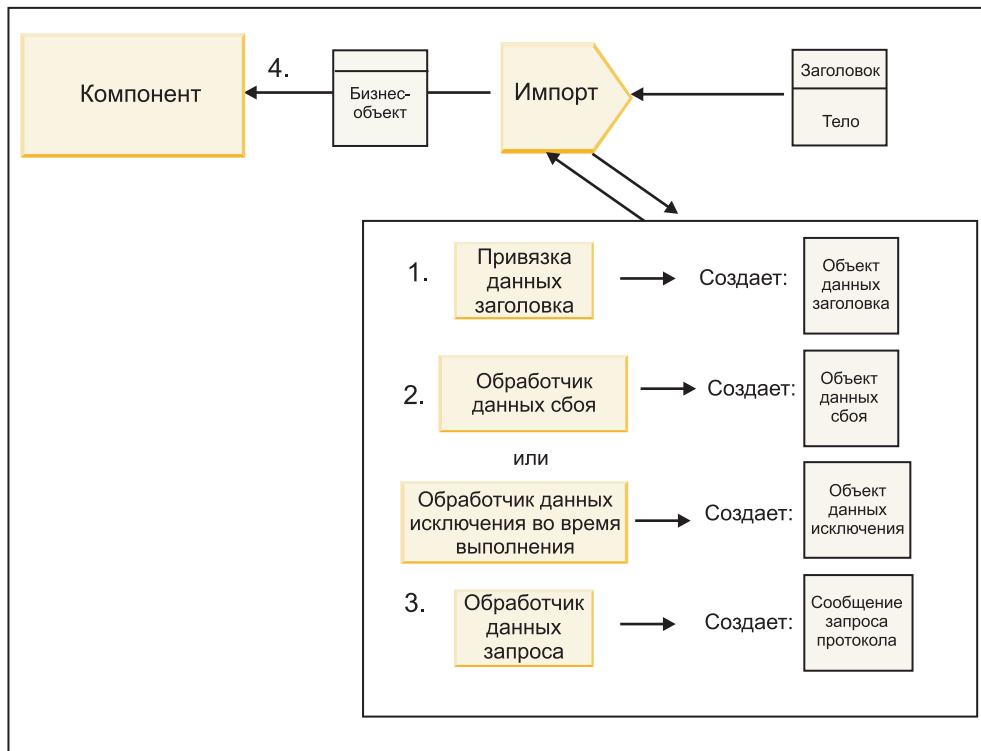 Компонент
4.
Бизнес-
объект
Импорт
Заголовок
Тело
1.
Привязка
данных
заголовка
Создает:
Объект
данных
заголовка
2.
Обработчик
данных сбоя
Создает:
Объект
данных
сбоя
или
Обработчик данных
исключения во время
выполнения
Создает:
Объект
данных
исключения
3.
Обработчик
данных
запроса
Создает:
Сообщение
запроса
протокола